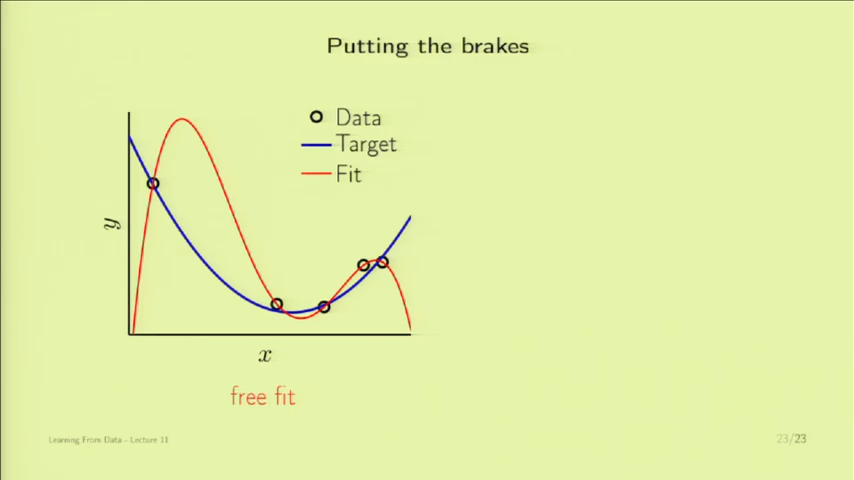 Putting the brakes
Data
Target
Fit
y
x
free fit
Learning From Data - Lecture 11
23/23